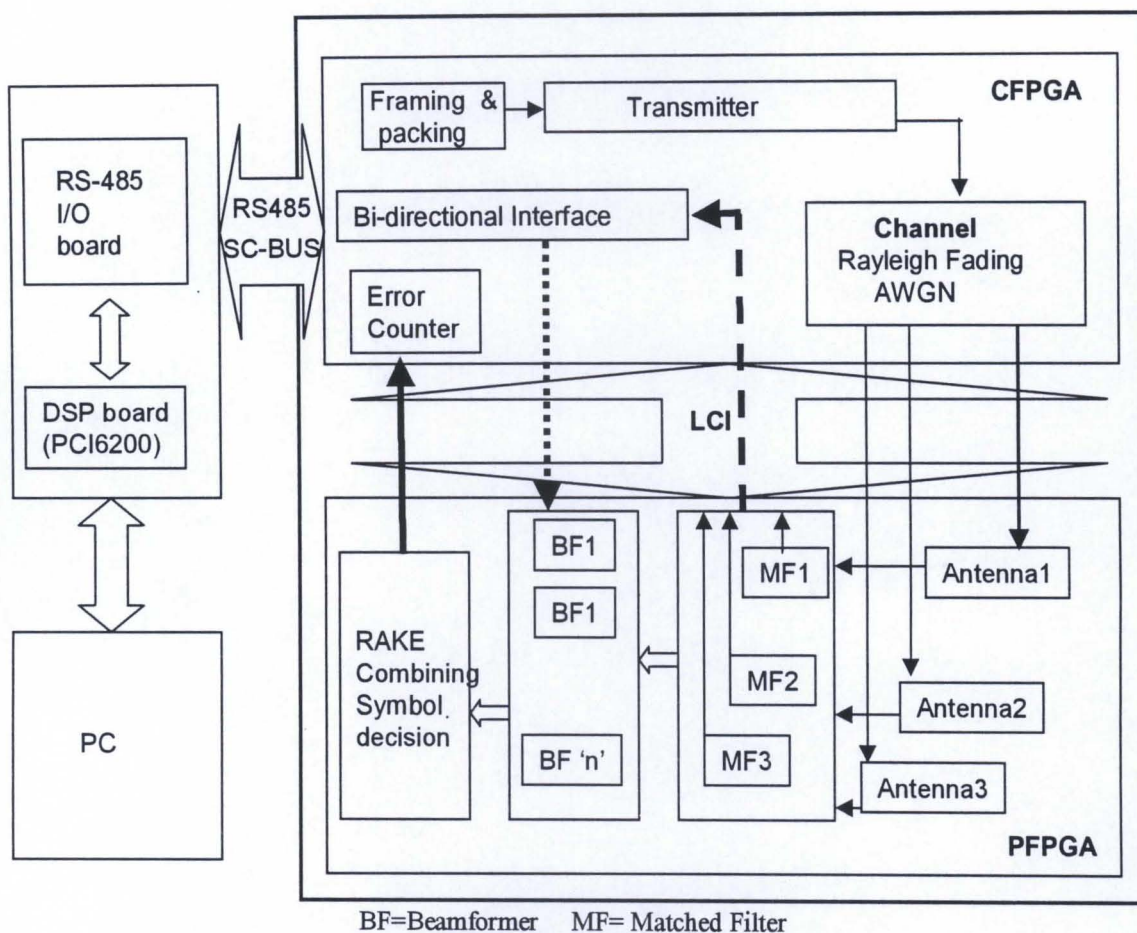 Framing &
packing
Transmitter
CFPGA
RS-485
I/O
board
RS485
SC-BUS
Bi-directional Interface
Channel
Rayleigh Fading
AWGN
Error
Counter
DSP board
(PCI6200)
LCI
BF1
MF1
Antenna1
BF1
RAKE
Combining
Symbol
decision
MF2
Antenna2
PC
BF ‘n’
MF3
Antenna3
PFPGA
BF=Beamformer MF= Matched Filter